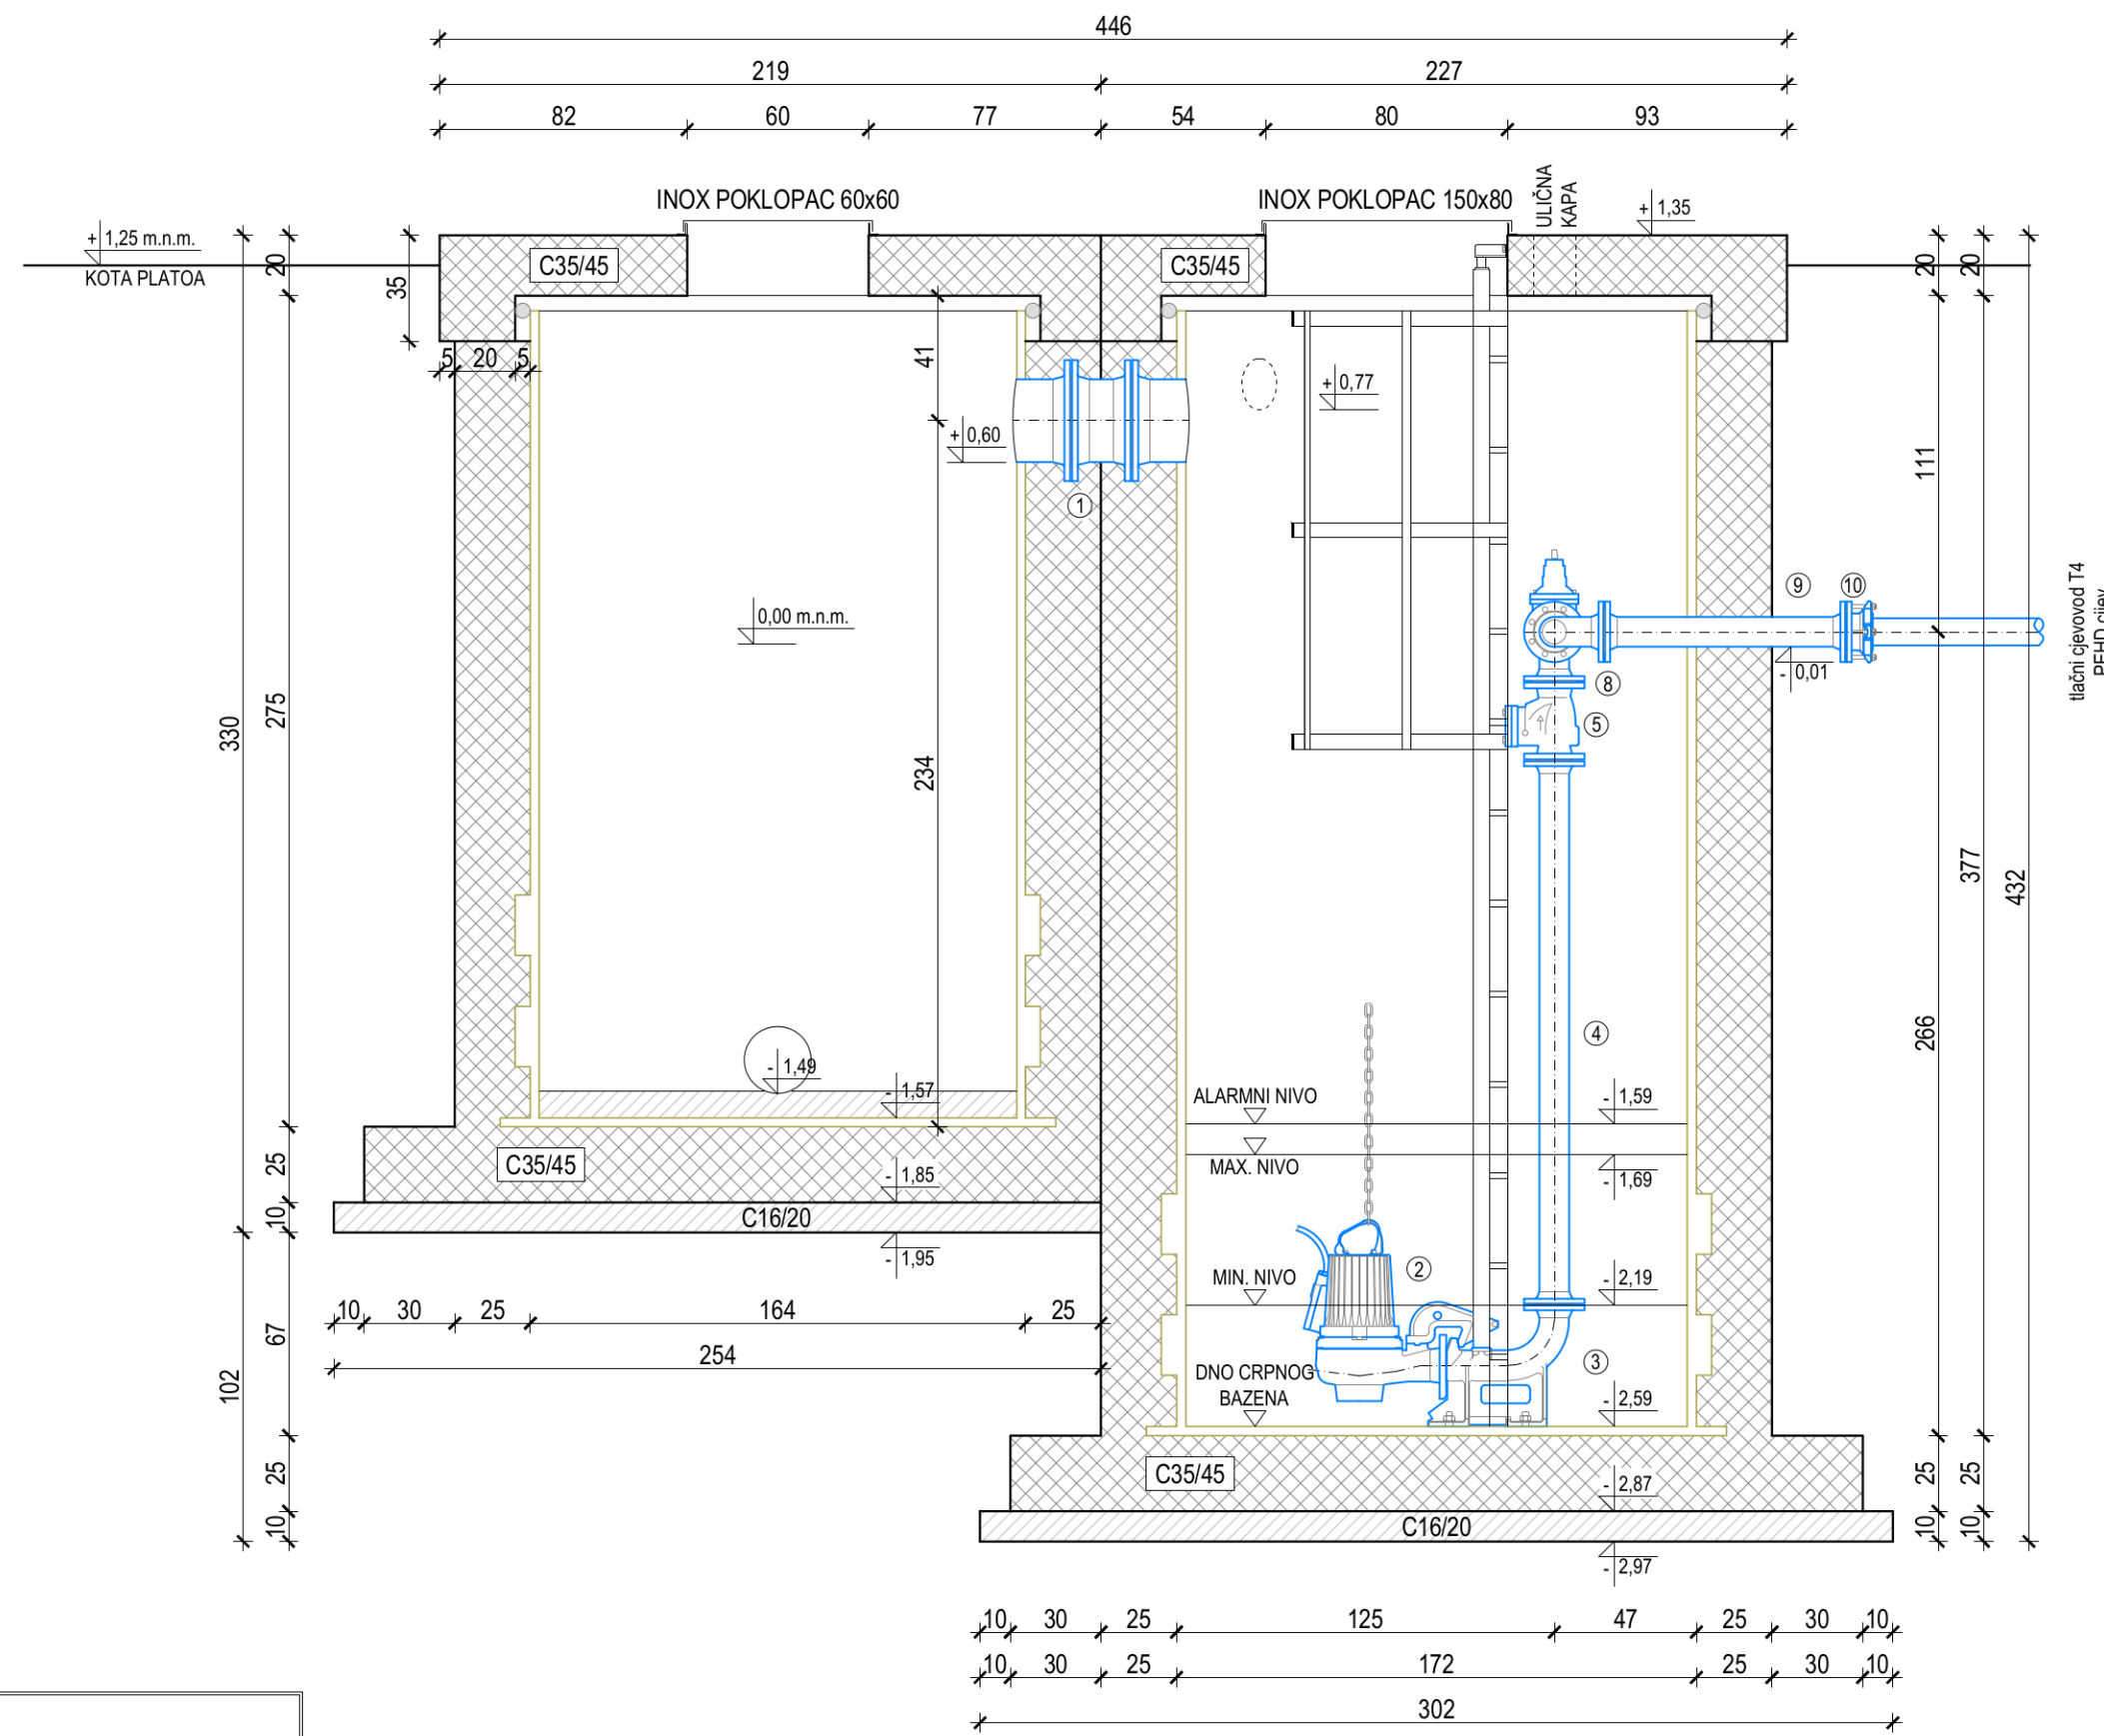 446
219 227
82 60 77 54 80 93
INOX POKLOPAC 60x60
INOX POKLOPAC 150x80
ULIČNA
KAPA
+ 1,35
+ 1,25 m.n.m.
KOTA PLATOA
C35/45
C35/45
20
35
20
20
5 20 5
41
+ 0,60
+ 0,77
1
111
9
10
tlačni cjevovod T4
PEHD cijev
0,00 m.n.m.
- 0,01
8
5
330
275
234
377
432
266
4
- 1,49
- 1,57
ALARMNI NIVO
- 1,59
MAX. NIVO
- 1,69
25
C35/45
- 1,85
10
C16/20
- 1,95
2
MIN. NIVO
- 2,19
10 30 25 164 25
254
67
102
DNO CRPNOG
BAZENA
3
- 2,59
25
10
C35/45
- 2,87
25
25
C16/20
10
10
- 2,97
10 30 25 125 47 25 30 10
10 30 25 172 25 30 10
302